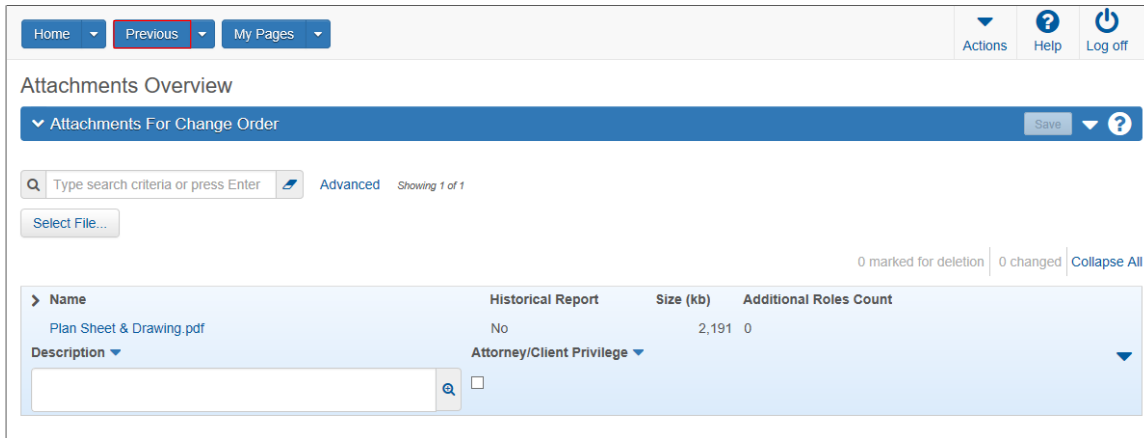 Home Previous My Pages Actions Help Log off
Attachments Overview
Attachments For Change Order Save
Type search criteria or press Enter Advanced Showing 1 of 1
Select File...
0 marked for deletion 0 changed Collapse All
Name Historical Report Size (kb) Additional Roles Count
Plan Sheet & Drawing.pdf No 2,191 0
Description Attorney/Client Privilege